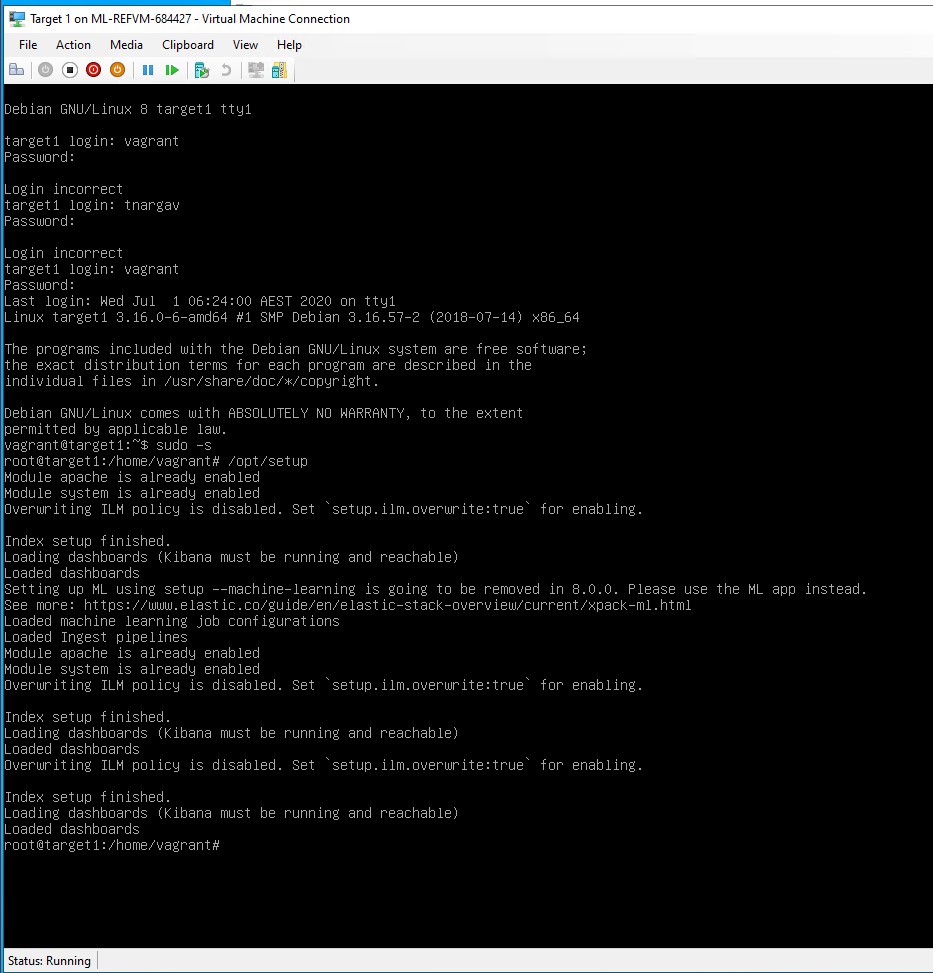 Target 1 on ML-REFVM-684427 - Virtual Machine Connection
File Action Media Clipboard View Help
Debian GNU/Linux 8 target1 tty1
target1 login: vagrant
Password:
Login incorrect
target1 login: tnargav
Password:
Login incorrect
target1 login: vagrant
Password:
Last login: Wed Jul  1 06:24:00 AEST 2020 on tty1
Linux target1 3.16.0-6-amd64 #1 SMP Debian 3.16.57-2 (2018-07-14) x86_64
The programs included with the Debian GNU/Linux system are free software;
the exact distribution terms for each program are described in the
individual files in /usr/share/doc/*/copyright.
Debian GNU/Linux comes with ABSOLUTELY NO WARRANTY, to the extent
permitted by applicable law.
vagrant@target1:~$ sudo -s
root@target1:/home/vagrant# /opt/setup
Module apache is already enabled
Module system is already enabled
Overwriting ILM policy is disabled. Set `setup.ilm.overwrite:true` for enabling.
Index setup finished.
Loading dashboards (Kibana must be running and reachable)
Loaded dashboards
Setting up ML using setup --machine-learning is going to be removed in 8.0.0. Please use the ML app instead.
See more: https://www.elastic.co/guide/en/elastic-stack-overview/current/xpack-ml.html
Loaded machine learning job configurations
Loaded Ingest pipelines
Module apache is already enabled
Module system is already enabled
Overwriting ILM policy is disabled. Set `setup.ilm.overwrite:true` for enabling.
Index setup finished.
Loading dashboards (Kibana must be running and reachable)
Loaded dashboards
Overwriting ILM policy is disabled. Set `setup.ilm.overwrite:true` for enabling.
Index setup finished.
Loading dashboards (Kibana must be running and reachable)
Loaded dashboards
root@target1:/home/vagrant#
Status: Running